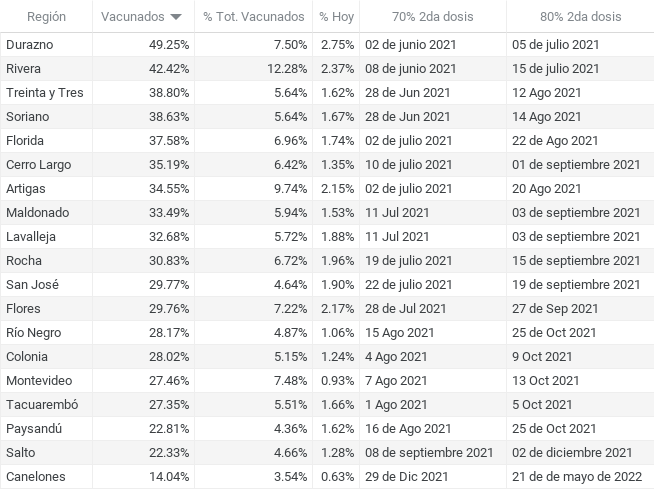 Región Vacunados % Tot. Vacunados % Hoy 70% 2da dosis 80% 2da dosis
Durazno 49.25% 7.50% 2.75% 02 de junio 2021 05 de julio 2021
Rivera 42.42% 12.28% 2.37% 08 de junio 2021 15 de julio 2021
Treinta y Tres 38.80% 5.64% 1.62% 28 de Jun 2021 12 Ago 2021
Soriano 38.63% 5.64% 1.67% 28 de Jun 2021 14 Ago 2021
Florida 37.58% 6.96% 1.74% 02 de julio 2021 22 de Ago 2021
Cerro Largo 35.19% 6.42% 1.35% 10 de julio 2021 01 de septiembre 2021
Artigas 34.55% 9.74% 2.15% 02 de julio 2021 20 Ago 2021
Maldonado 33.49% 5.94% 1.53% 11 Jul 2021 03 de septiembre 2021
Lavalleja 32.68% 5.72% 1.88% 11 Jul 2021 03 de septiembre 2021
Rocha 30.83% 6.72% 1.96% 19 de julio 2021 15 de septiembre 2021
San José 29.77% 4.64% 1.90% 22 de julio 2021 19 de septiembre 2021
Flores 29.76% 7.22% 2.17% 28 de Jul 2021 27 de Sep 2021
Río Negro 28.17% 4.87% 1.06% 15 Ago 2021 25 de Oct 2021
Colonia 28.02% 5.15% 1.24% 4 Ago 2021 9 Oct 2021
Montevideo 27.46% 7.48% 0.93% 7 Ago 2021 13 Oct 2021
Tacuarembó 27.35% 5.51% 1.66% 1 Ago 2021 5 Oct 2021
Paysandú 22.81% 4.36% 1.62% 16 de Ago 2021 25 de Oct 2021
Salto 22.33% 4.66% 1.28% 08 de septiembre 2021 02 de diciembre 2021
Canelones 14.04% 3.54% 0.63% 29 de Dic 2021 21 de de mayo de 2022